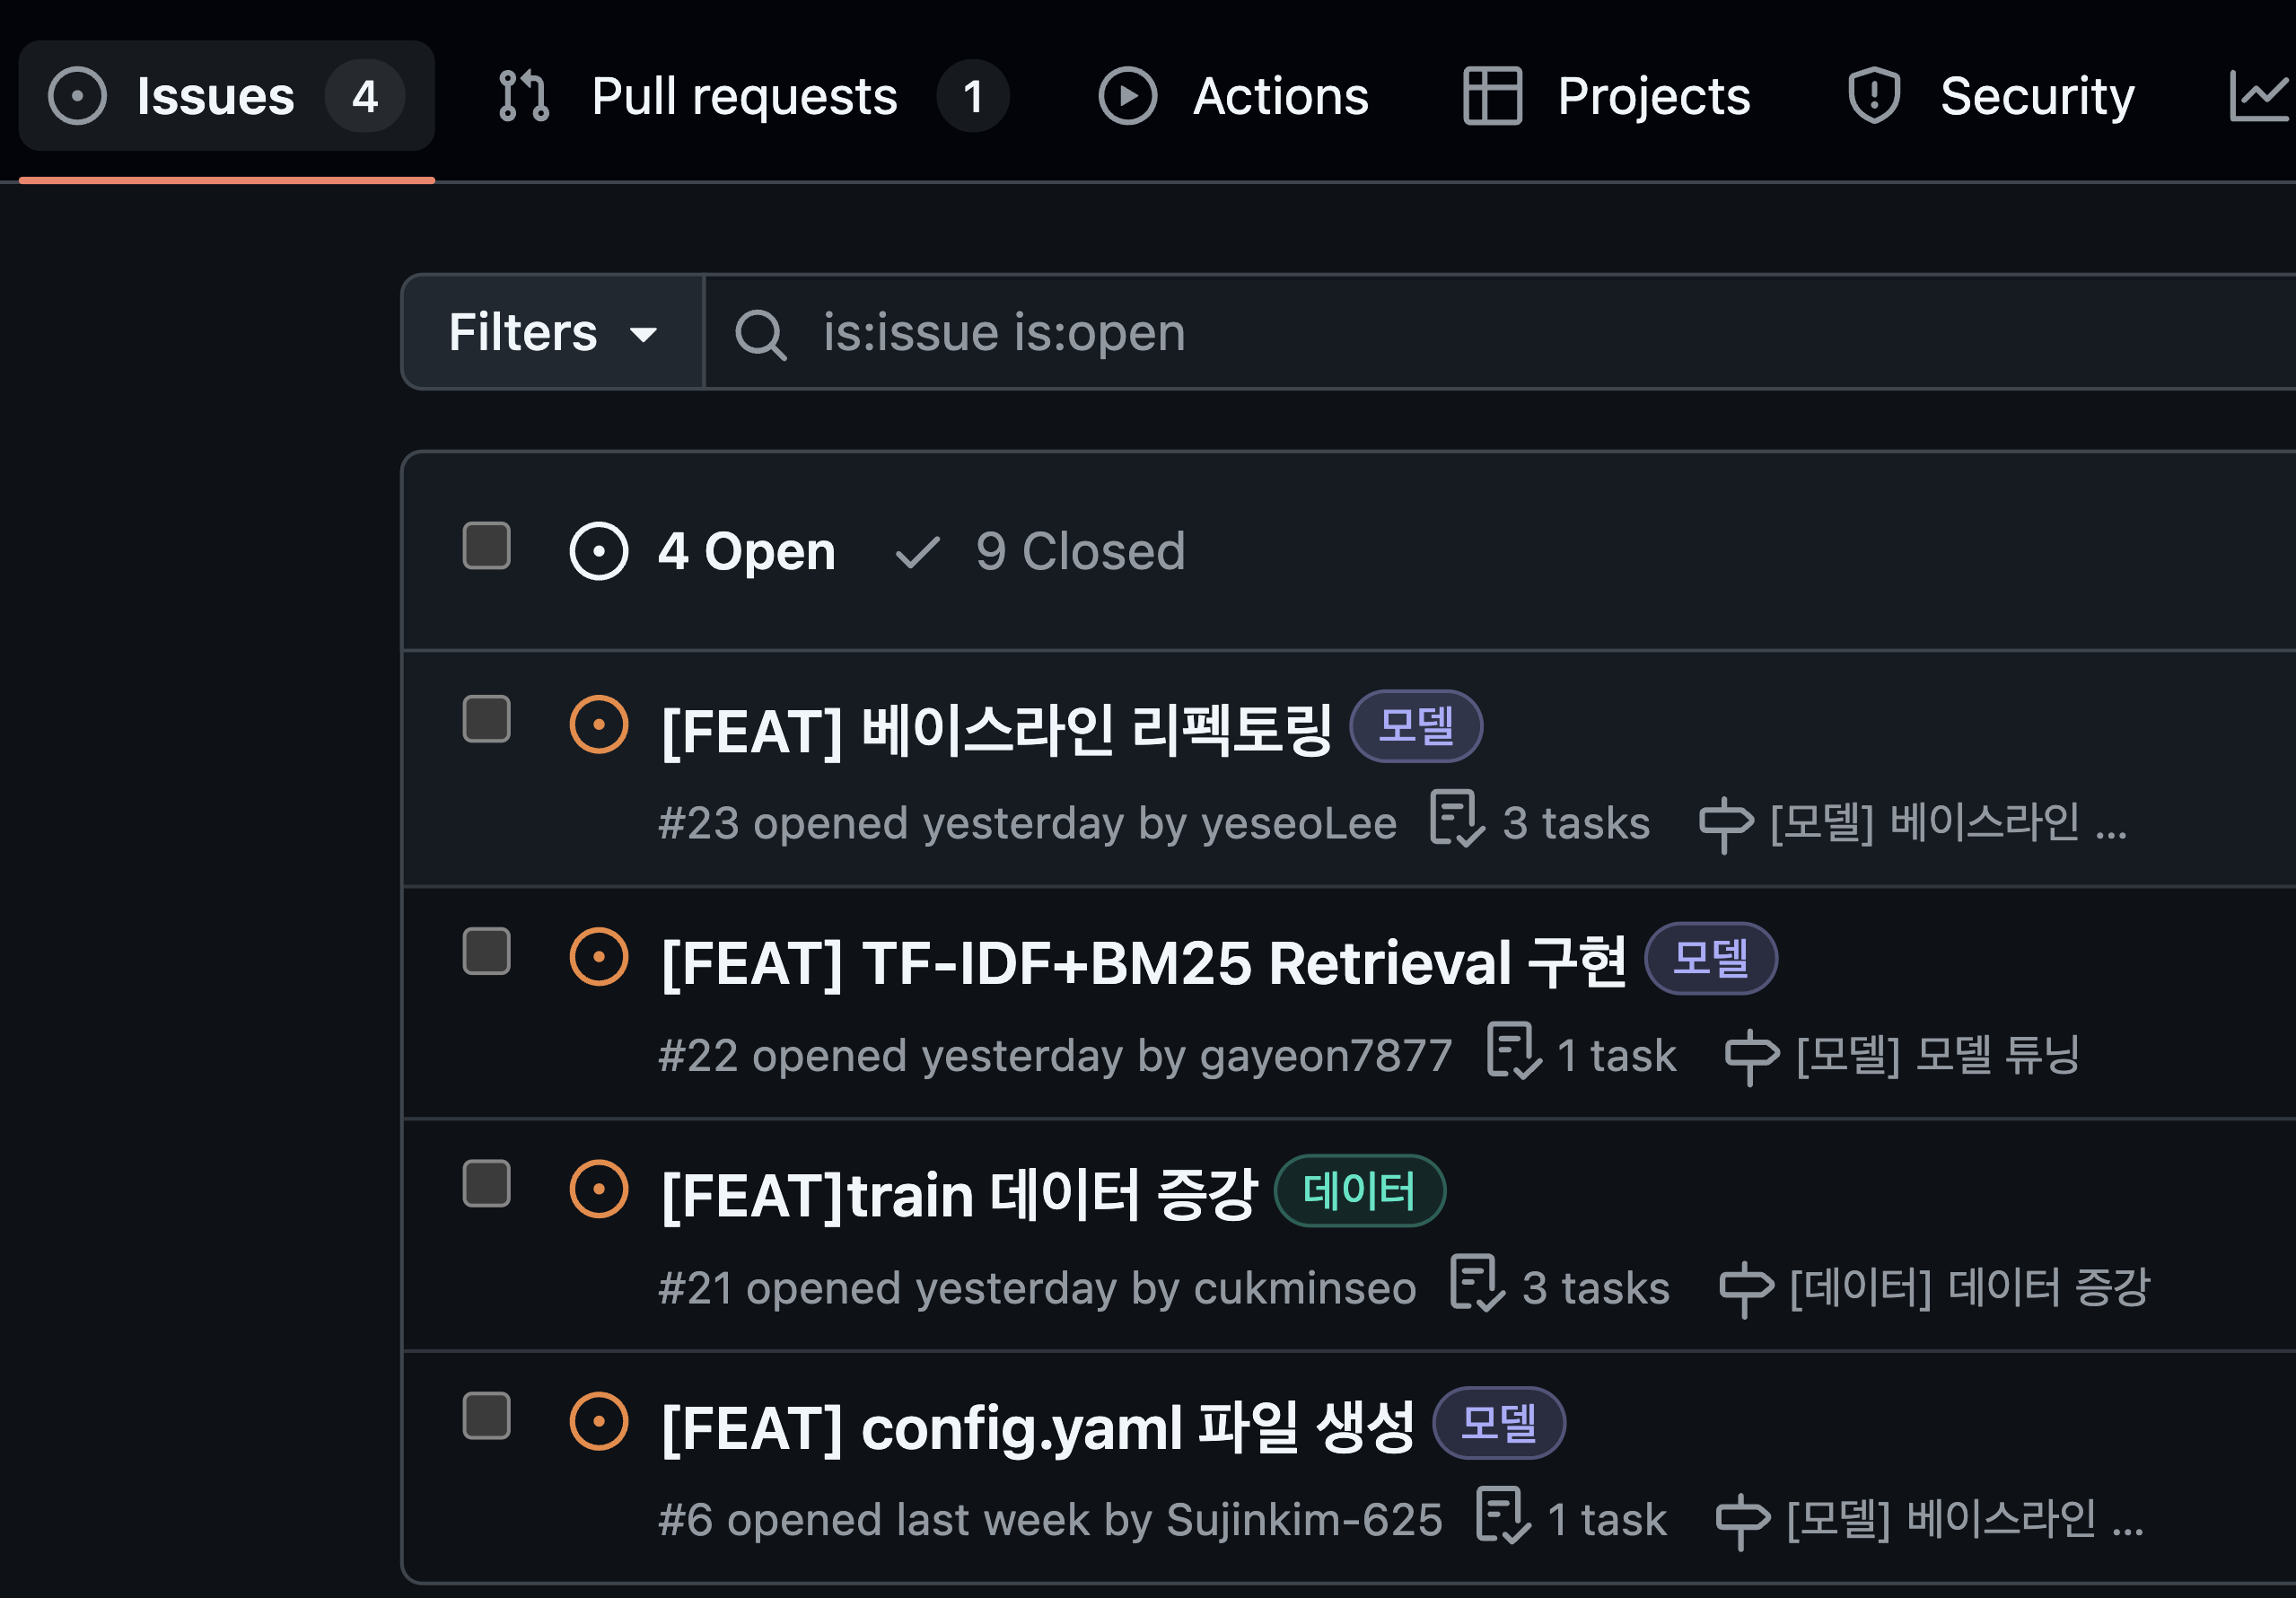 Issues 4 Pull requests 1 Actions Projects Security
Filters is:issue is:open
4 Open 9 Closed
[FEAT] 베이스라인 리펙토링 모델
#23 opened yesterday by yeseoLee 3 tasks [모델] 베이스라인 ...
[FEAT] TF-IDF+BM25 Retrieval 구현 모델
#22 opened yesterday by gayeon7877 1 task [모델] 모델 튜닝
[FEAT]train 데이터 증강 데이터
#21 opened yesterday by cukminseo 3 tasks [데이터] 데이터 증강
[FEAT] config.yaml 파일 생성 모델
#6 opened last week by Sujinkim-625 1 task [모델] 베이스라인 ...